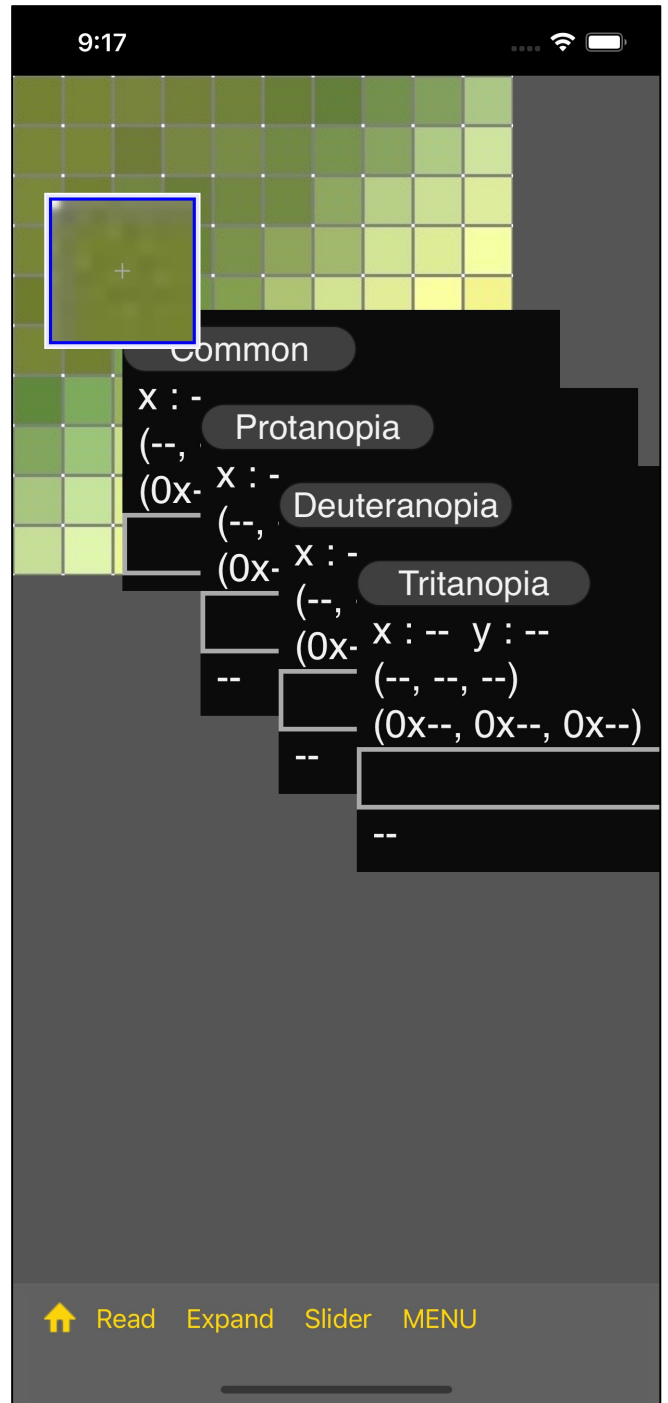 9:17
Common
x : -
(--,
(0x-
Protanopia
x : -
(--,
(0x-
--
Deuteranopia
x : -
(--,
(0x-
--
Tritanopia
x : -- y : --
(--, --, --)
(0x--, 0x--, 0x--)
--
Read Expand Slider MENU